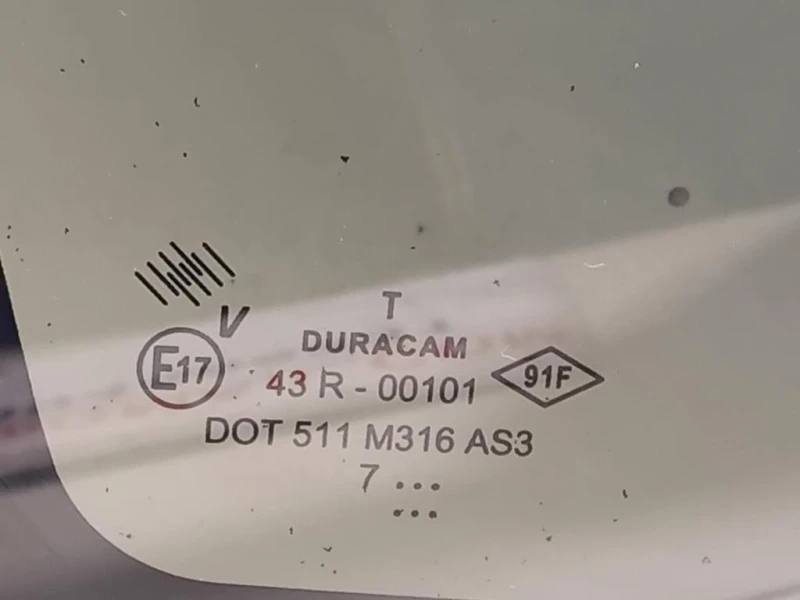 V
T
DURACAM
E17
43 R - 00101
91F
DOT 511 M316 AS3
7 ...
...